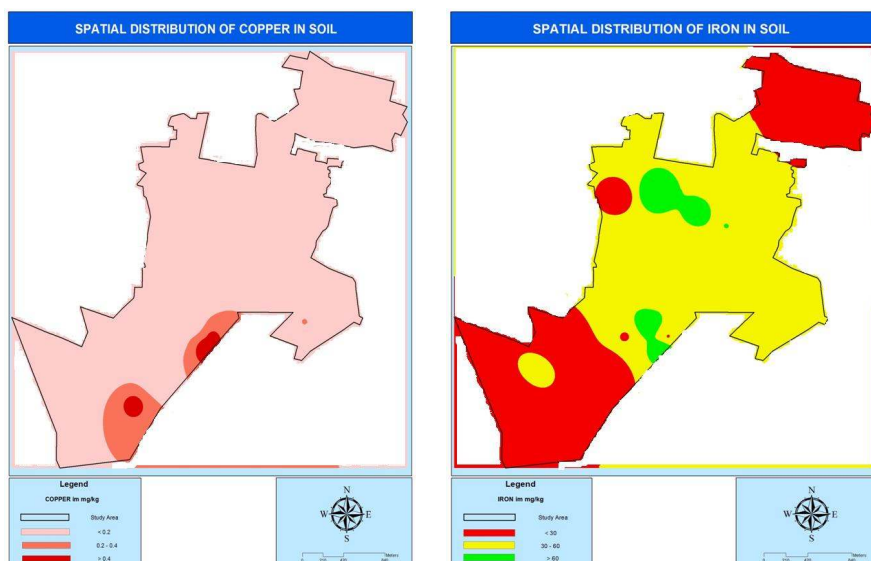 SPATIAL DISTRIBUTION OF COPPER IN SOIL
Legend
COPPER im mg/kg
Study Area
< 0.2
0.2 - 0.4
> 0.4
N
W E
S
Meters
SPATIAL DISTRIBUTION OF IRON IN SOIL
Legend
IRON im mg/kg
Study Area
< 30
30 - 60
> 60
N
W E
S
Meters